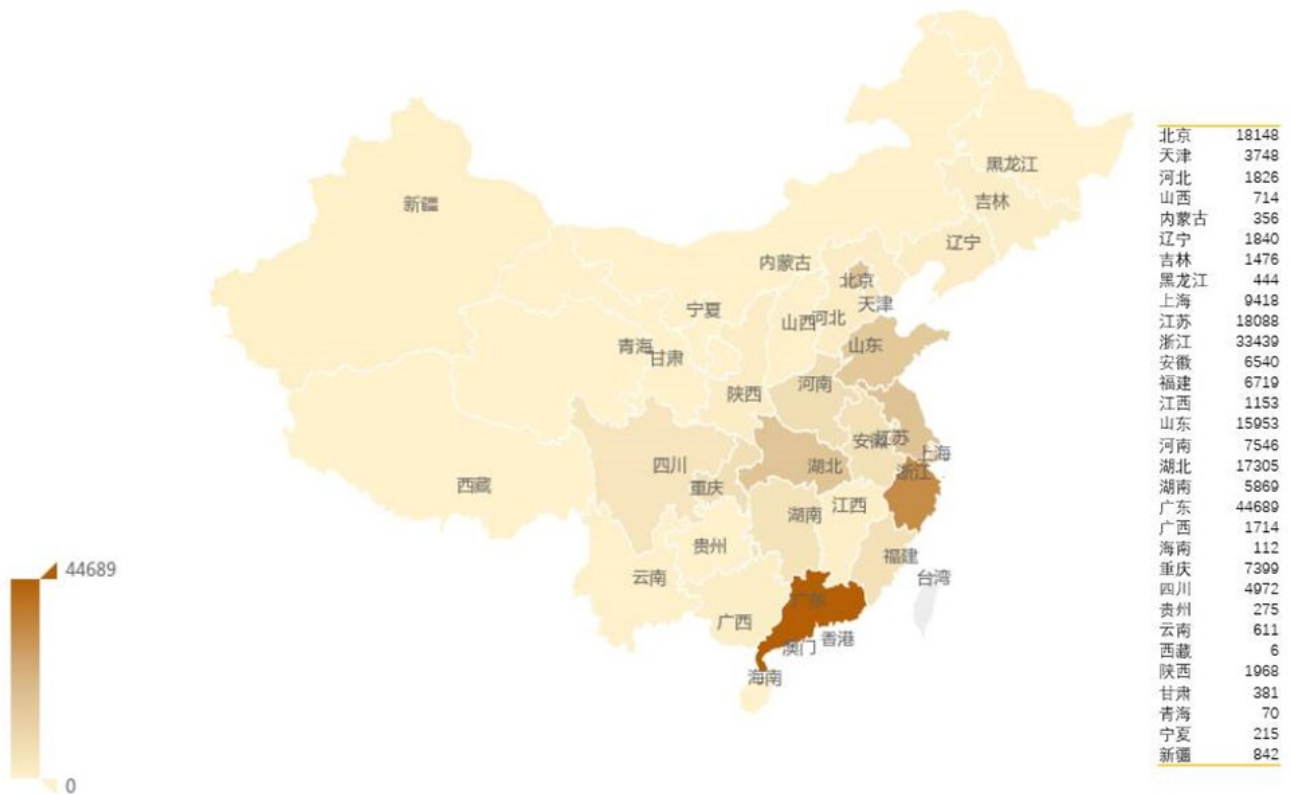 黑龙江
新疆
吉林
辽宁
内蒙古
北京
天津
宁夏
山西
河北
青海
甘肃
山东
陕西
河南
安徽
江苏
上海
四川
湖北
浙江
西藏
重庆
湖南
江西
贵州
福建
云南
台湾
广东
广西
澳门
香港
海南
44689
0
北京 18148
天津 3748
河北 1826
山西 714
内蒙古 356
辽宁 1840
吉林 1476
黑龙江 444
上海 9418
江苏 18088
浙江 33439
安徽 6540
福建 6719
江西 1153
山东 15953
河南 7546
湖北 17305
湖南 5869
广东 44689
广西 1714
海南 112
重庆 7399
四川 4972
贵州 275
云南 611
西藏 6
陕西 1968
甘肃 381
青海 70
宁夏 215
新疆 842